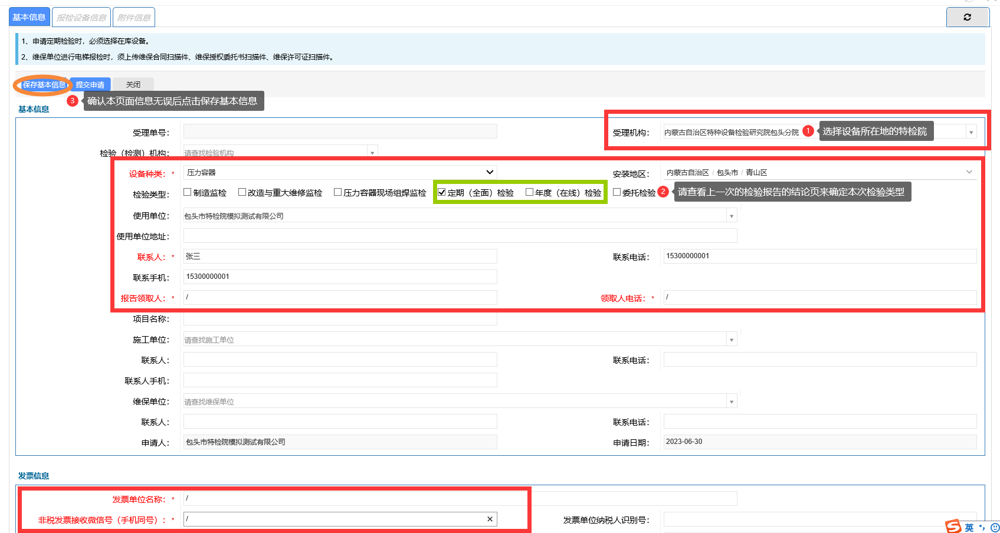 基本信息 报检设备信息 附件信息
1、申请定期检验时，必须选择在库设备。
2、维保单位进行电梯报检时，须上传维保合同扫描件、维保授权委托书扫描件、维保许可证扫描件。
保存基本信息 提交申请 关闭
3 确认本页面信息无误后点击保存基本信息
基本信息
受理单号： 受理机构： 内蒙古自治区特种设备检验研究院包头分院 1 选择设备所在地的特检院
检验（检测）机构： 请查找检验机构
设备种类： * 压力容器 安装地区： 内蒙古自治区 / 包头市 / 青山区
检验类型： 制造监检 改造与重大维修监检 压力容器现场组焊监检 定期（全面）检验 年度（在线）检验 委托检验 2 请查看上一次的检验报告的结论页来确定本次检验类型
使用单位： 包头市特检院模拟测试有限公司
使用单位地址：
联系人： * 张三 联系电话： 15300000001
联系手机： 15300000001
报告领取人： * / 领取人电话： * /
项目名称：
施工单位： 请查找施工单位
联系人： 联系电话：
联系人手机：
维保单位： 请查找维保单位
联系人： 联系电话：
申请人： 包头市特检院模拟测试有限公司 申请日期： 2023-06-30
发票信息
发票单位名称： * /
非税发票接收微信号（手机同号）： * / × 发票单位纳税人识别号：
S 英